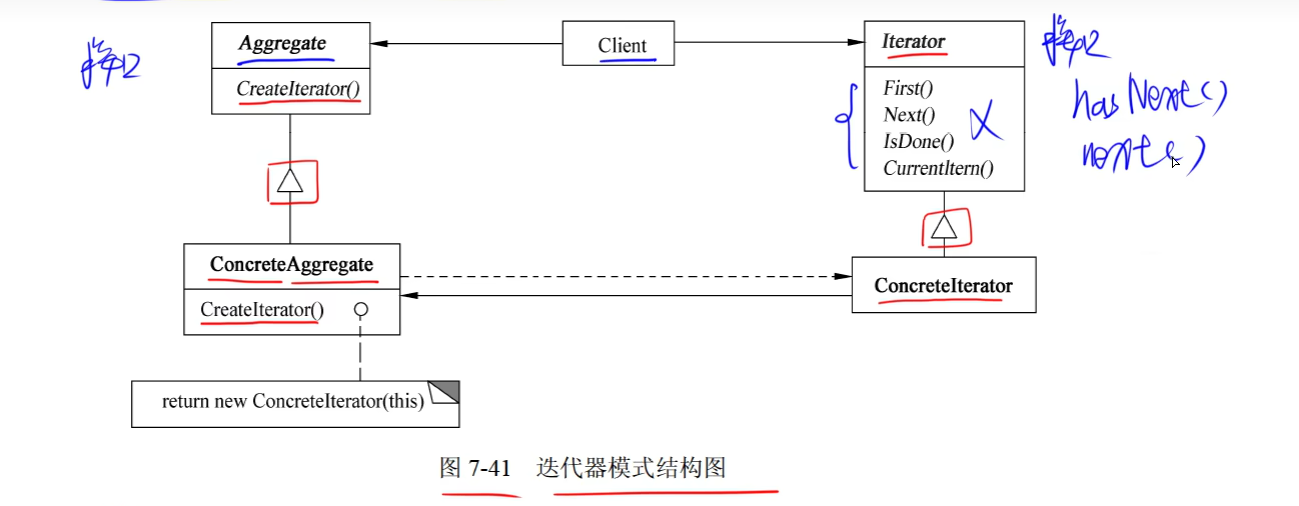 Aggregate
CreateIterator()
Client
Iterator
First()
Next()
IsDone()
CurrentItern()
接口
接口
hasNext()
next()
ConcreteAggregate
CreateIterator()
ConcreteIterator
return new ConcreteIterator(this)
图 7-41 迭代器模式结构图